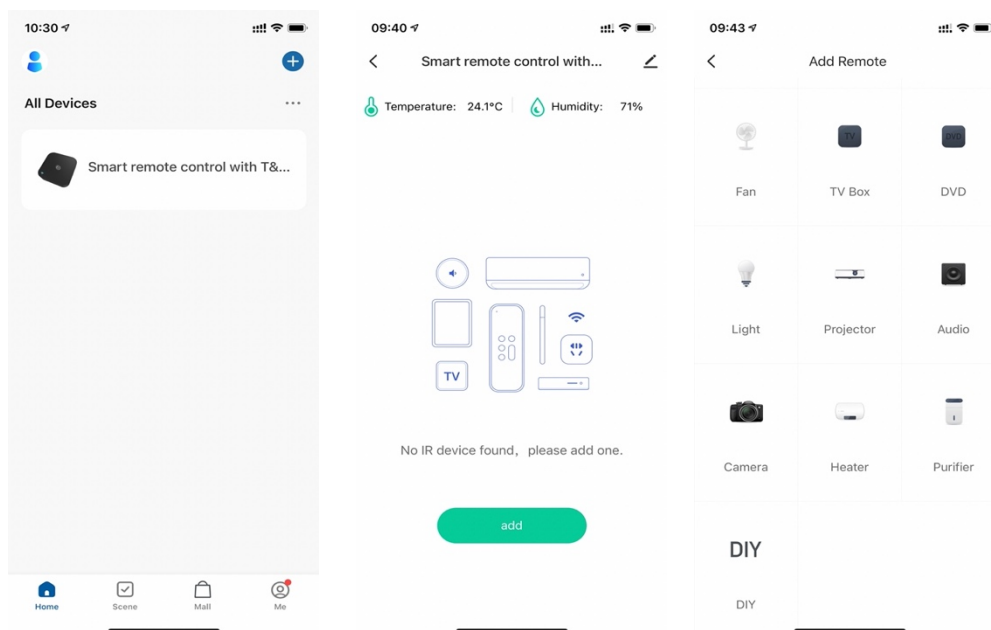 10:30
All Devices
Smart remote control with T&...
Home
Scene
Mall
Me
09:40
Smart remote control with...
Temperature: 24.1°C
Humidity: 71%
TV
No IR device found, please add one.
add
09:43
Add Remote
TV
DVD
Fan
TV Box
DVD
Light
Projector
Audio
Camera
Heater
Purifier
DIY
DIY